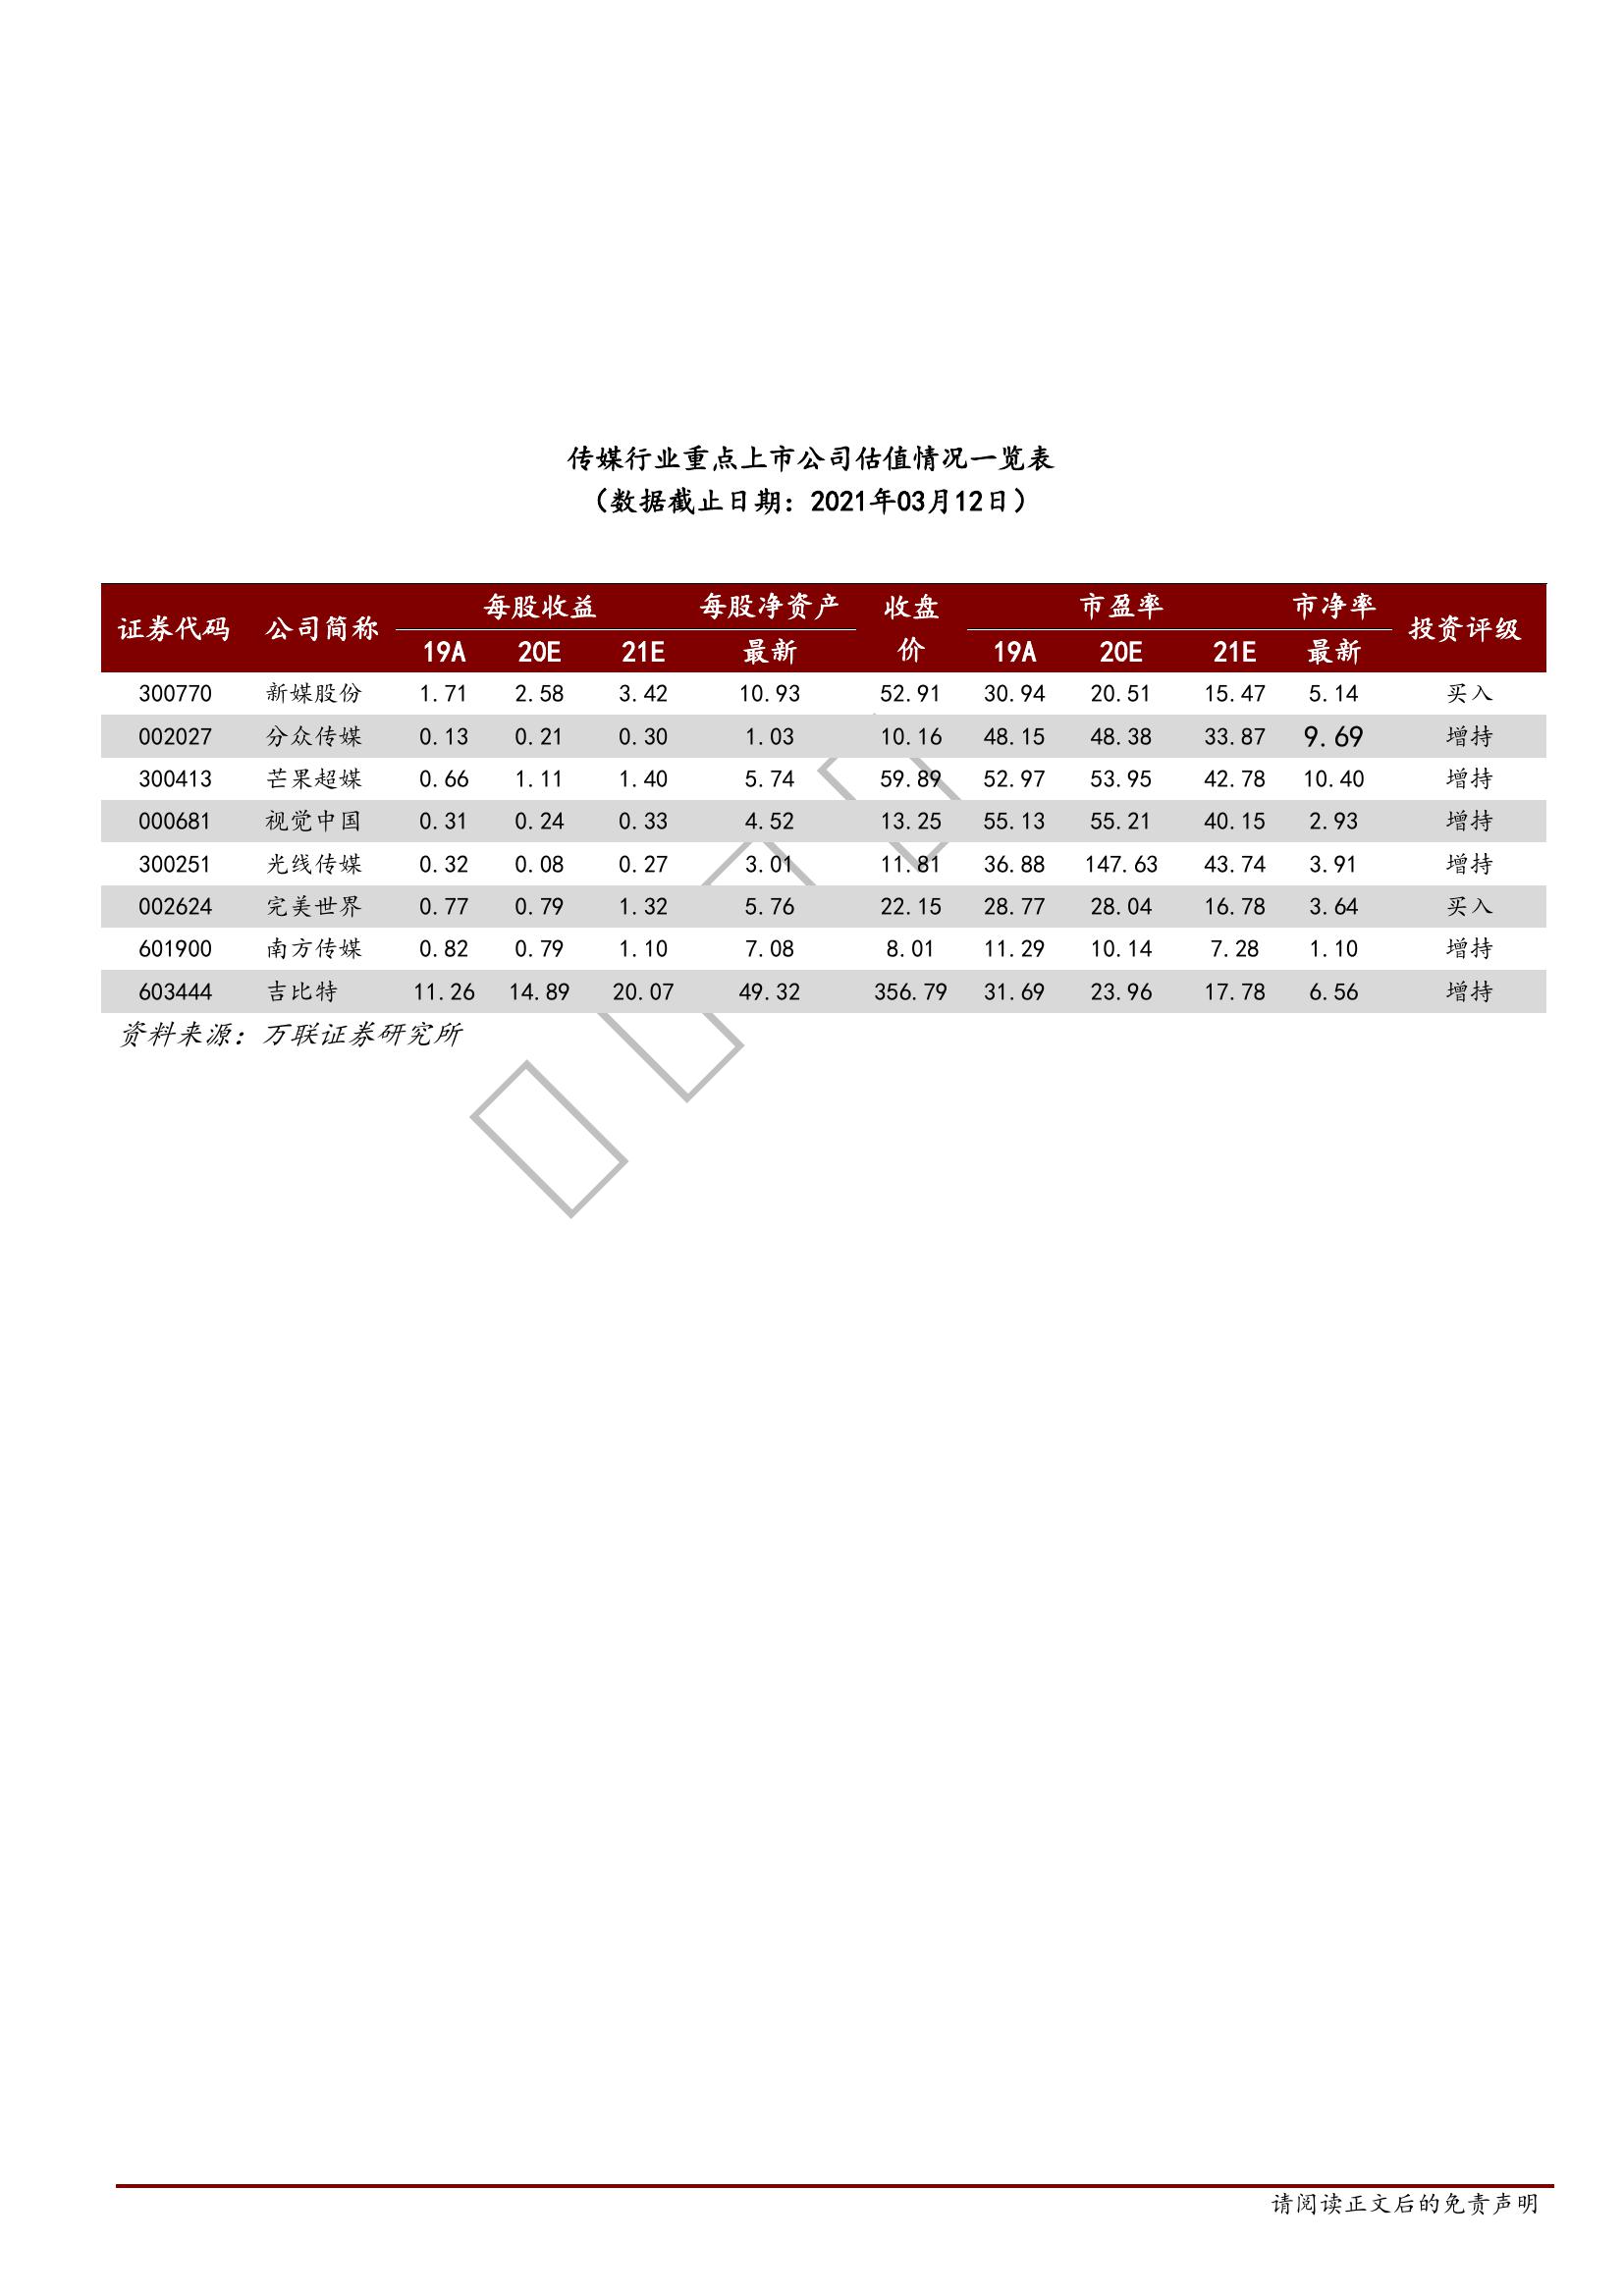 传媒行业重点上市公司估值情况一览表
（数据截止日期：2021年03月12日）
证券代码 公司简称 每股收益 每股净资产 收盘价 市盈率 市净率 投资评级
19A 20E 21E 最新 19A 20E 21E 最新
300770 新媒股份 1.71 2.58 3.42 10.93 52.91 30.94 20.51 15.47 5.14 买入
002027 分众传媒 0.13 0.21 0.30 1.03 10.16 48.15 48.38 33.87 9.69 增持
300413 芒果超媒 0.66 1.11 1.40 5.74 59.89 52.97 53.95 42.78 10.40 增持
000681 视觉中国 0.31 0.24 0.33 4.52 13.25 55.13 55.21 40.15 2.93 增持
300251 光线传媒 0.32 0.08 0.27 3.01 11.81 36.88 147.63 43.74 3.91 增持
002624 完美世界 0.77 0.79 1.32 5.76 22.15 28.77 28.04 16.78 3.64 买入
601900 南方传媒 0.82 0.79 1.10 7.08 8.01 11.29 10.14 7.28 1.10 增持
603444 吉比特 11.26 14.89 20.07 49.32 356.79 31.69 23.96 17.78 6.56 增持
资料来源：万联证券研究所
请阅读正文后的免责声明